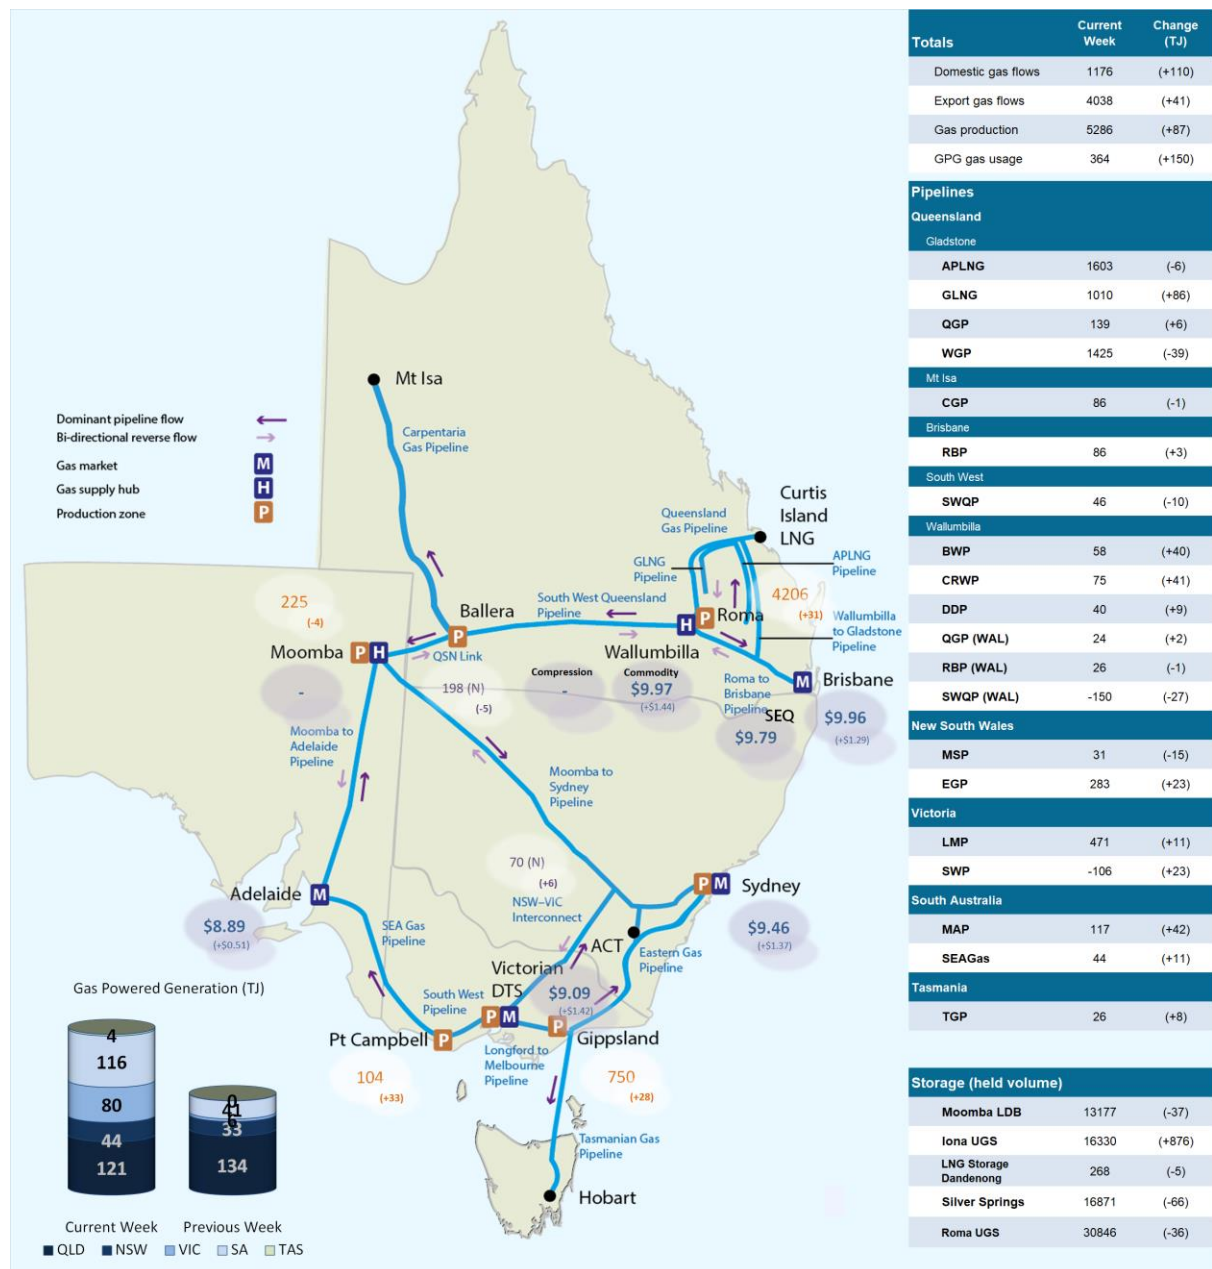 Dominant pipeline flow
Bi-directional reverse flow
Gas market M
Gas supply hub H
Production zone P
Mt Isa
Carpentaria
Gas Pipeline
Curtis
Island
LNG
Queensland
Gas Pipeline
GLNG
Pipeline
APLNG
Pipeline
4206
(+31)
Wallumbilla
to Gladstone
Pipeline
225
(-4)
Ballera
P
South West Queensland
Pipeline
H P Roma
Moomba P H
QSN Link
Wallumbilla
-
198 (N)
(-5)
Compression
-
Commodity
$9.97
(+$1.44)
Roma to
Brisbane
Pipeline
M Brisbane
SEQ
$9.79
$9.96
(+$1.29)
Moomba to
Adelaide
Pipeline
Moomba to
Sydney
Pipeline
70 (N)
(+6)
NSW–VIC
Interconnect
Adelaide M
$8.89
(+$0.51)
SEA Gas
Pipeline
P M Sydney
$9.46
(+$1.37)
ACT
Eastern Gas
Pipeline
Victorian
DTS
P M
$9.09
(+$1.42)
South West
Pipeline
Pt Campbell P
104
(+33)
Longford to
Melbourne
Pipeline
P
Gippsland
750
(+28)
Tasmanian Gas
Pipeline
Hobart
Gas Powered Generation (TJ)
4
116
80
44
121
0
41
6
33
134
Current Week Previous Week
QLD NSW VIC SA TAS
Totals Current Week Change (TJ)
Domestic gas flows 1176 (+110)
Export gas flows 4038 (+41)
Gas production 5286 (+87)
GPG gas usage 364 (+150)
Pipelines
Queensland
Gladstone
APLNG 1603 (-6)
GLNG 1010 (+86)
QGP 139 (+6)
WGP 1425 (-39)
Mt Isa
CGP 86 (-1)
Brisbane
RBP 86 (+3)
South West
SWQP 46 (-10)
Wallumbilla
BWP 58 (+40)
CRWP 75 (+41)
DDP 40 (+9)
QGP (WAL) 24 (+2)
RBP (WAL) 26 (-1)
SWQP (WAL) -150 (-27)
New South Wales
MSP 31 (-15)
EGP 283 (+23)
Victoria
LMP 471 (+11)
SWP -106 (+23)
South Australia
MAP 117 (+42)
SEAGas 44 (+11)
Tasmania
TGP 26 (+8)
Storage (held volume)
Moomba LDB 13177 (-37)
Iona UGS 16330 (+876)
LNG Storage
Dandenong 268 (-5)
Silver Springs 16871 (-66)
Roma UGS 30846 (-36)